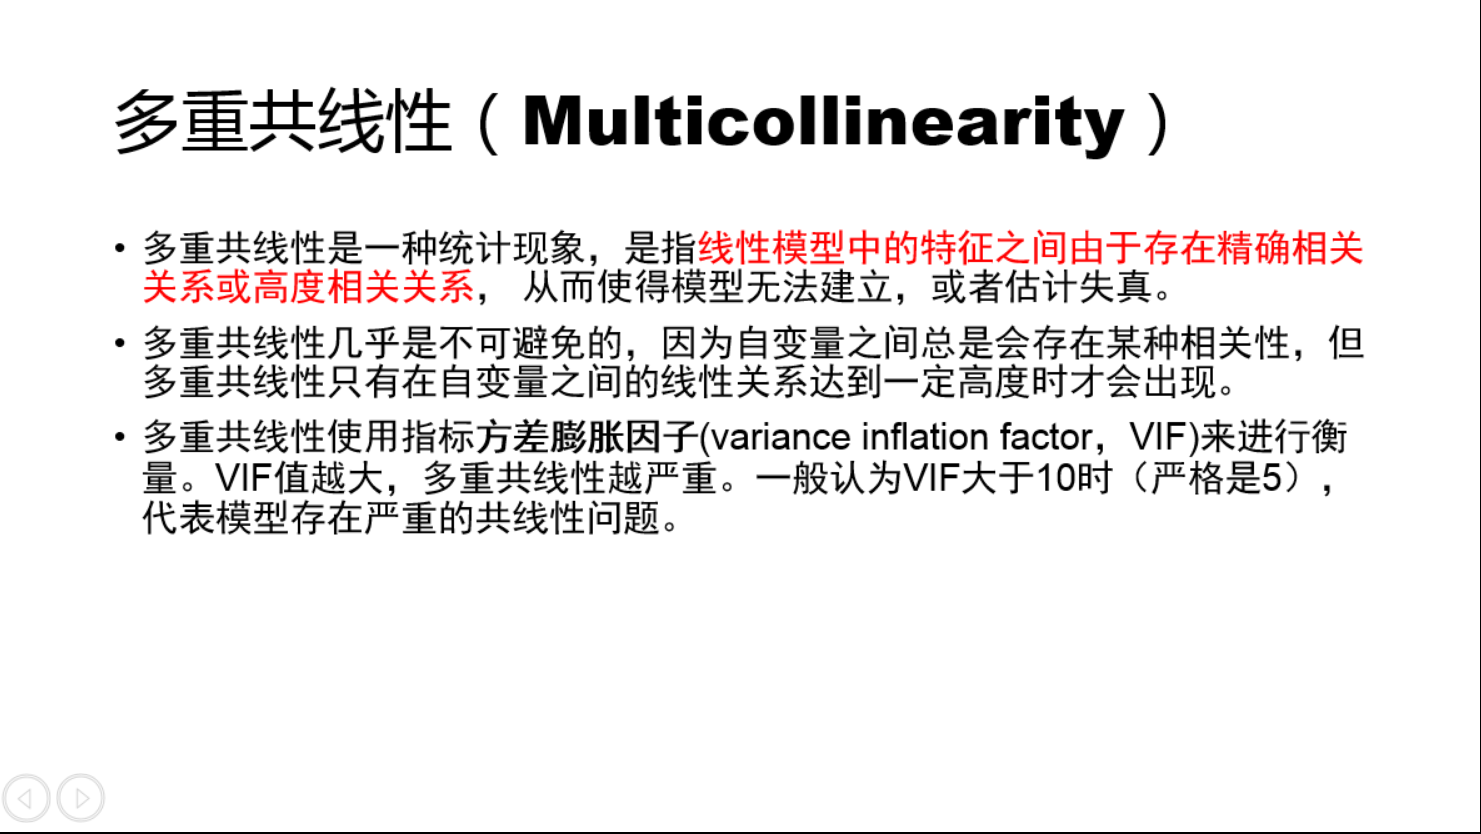 多重共线性（Multicollinearity）
• 多重共线性是一种统计现象，是指线性模型中的特征之间由于存在精确相关
关系或高度相关关系， 从而使得模型无法建立，或者估计失真。
• 多重共线性几乎是不可避免的，因为自变量之间总是会存在某种相关性，但
多重共线性只有在自变量之间的线性关系达到一定高度时才会出现。
• 多重共线性使用指标方差膨胀因子(variance inflation factor，VIF)来进行衡
量。VIF值越大，多重共线性越严重。一般认为VIF大于10时（严格是5），
代表模型存在严重的共线性问题。